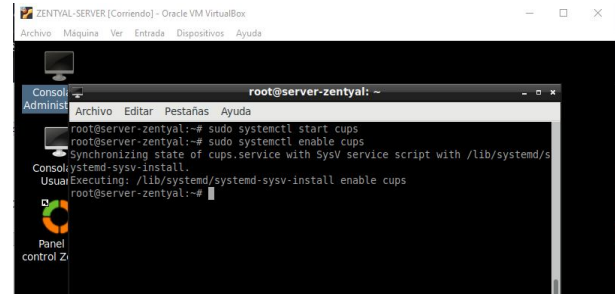 ZENTYAL-SERVER [Corriendo] - Oracle VM VirtualBox
Archivo Máquina Ver Entrada Dispositivos Ayuda
root@server-zentyal: ~
Archivo Editar Pestañas Ayuda
root@server-zentyal:~# sudo systemctl start cups
root@server-zentyal:~# sudo systemctl enable cups
Synchronizing state of cups.service with SysV service script with /lib/systemd/s
ystemd-sysv-install.
Executing: /lib/systemd/systemd-sysv-install enable cups
root@server-zentyal:~#
Consola
Administ
Consola
Usua
Panel
control Ze